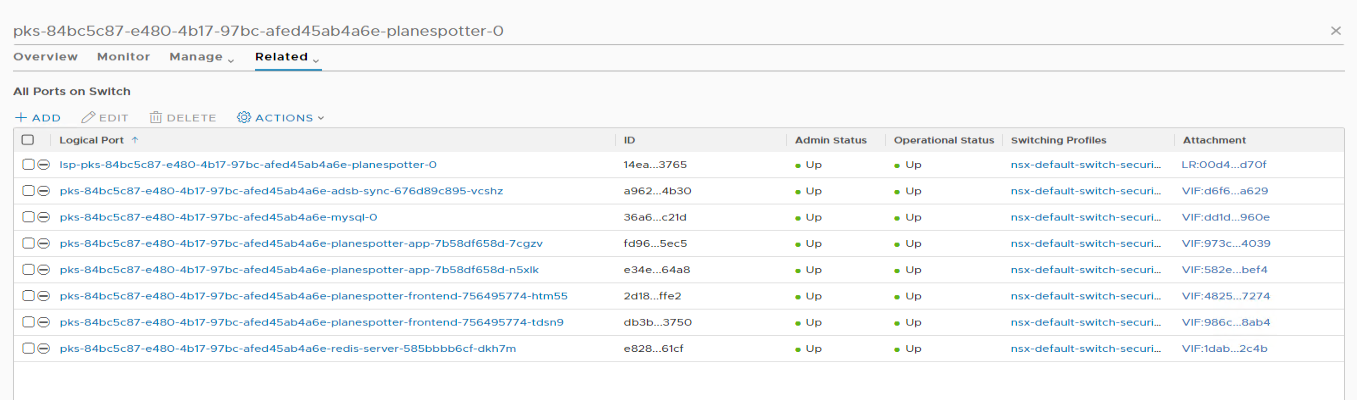 pks-84bc5c87-e480-4b17-97bc-afed45ab4a6e-planespotter-0
Overview Monitor Manage Related
All Ports on Switch
+ ADD EDIT DELETE ACTIONS
Logical Port ↑ ID Admin Status Operational Status Switching Profiles Attachment
lsp-pks-84bc5c87-e480-4b17-97bc-afed45ab4a6e-planespotter-0 14ea...3765 Up Up nsx-default-switch-securi... LR:00d4...d70f
pks-84bc5c87-e480-4b17-97bc-afed45ab4a6e-adsb-sync-676d89c895-vcshz a962...4b30 Up Up nsx-default-switch-securi... VIF:d6f6...a629
pks-84bc5c87-e480-4b17-97bc-afed45ab4a6e-mysql-0 36a6...c21d Up Up nsx-default-switch-securi... VIF:dd1d...960e
pks-84bc5c87-e480-4b17-97bc-afed45ab4a6e-planespotter-app-7b58df658d-7cgzv fd96...5ec5 Up Up nsx-default-switch-securi... VIF:973c...4039
pks-84bc5c87-e480-4b17-97bc-afed45ab4a6e-planespotter-app-7b58df658d-n5xlk e34e...64a8 Up Up nsx-default-switch-securi... VIF:582e...bef4
pks-84bc5c87-e480-4b17-97bc-afed45ab4a6e-planespotter-frontend-756495774-htm55 2d18...ffe2 Up Up nsx-default-switch-securi... VIF:4825...7274
pks-84bc5c87-e480-4b17-97bc-afed45ab4a6e-planespotter-frontend-756495774-tdsn9 db3b...3750 Up Up nsx-default-switch-securi... VIF:986c...8ab4
pks-84bc5c87-e480-4b17-97bc-afed45ab4a6e-redis-server-585bbbb6cf-dkh7m e828...61cf Up Up nsx-default-switch-securi... VIF:1dab...2c4b